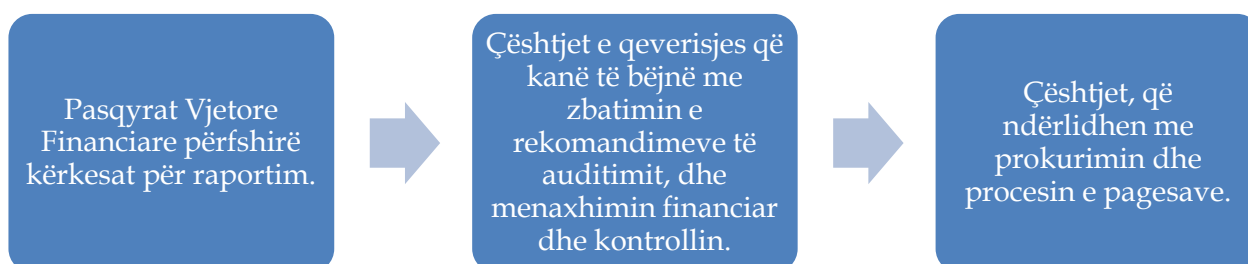 Pasqyrat Vjetore
Financiare përfshirë
kërkesat për raportim.
Çështjet e qeverisjes që
kanë të bëjnë me
zbatimin e
rekomandimeve të
auditimit, dhe
menaxhimin financiar
dhe kontrollin.
Çështjet, që
ndërlidhen me
prokurimin dhe
procesin e pagesave.